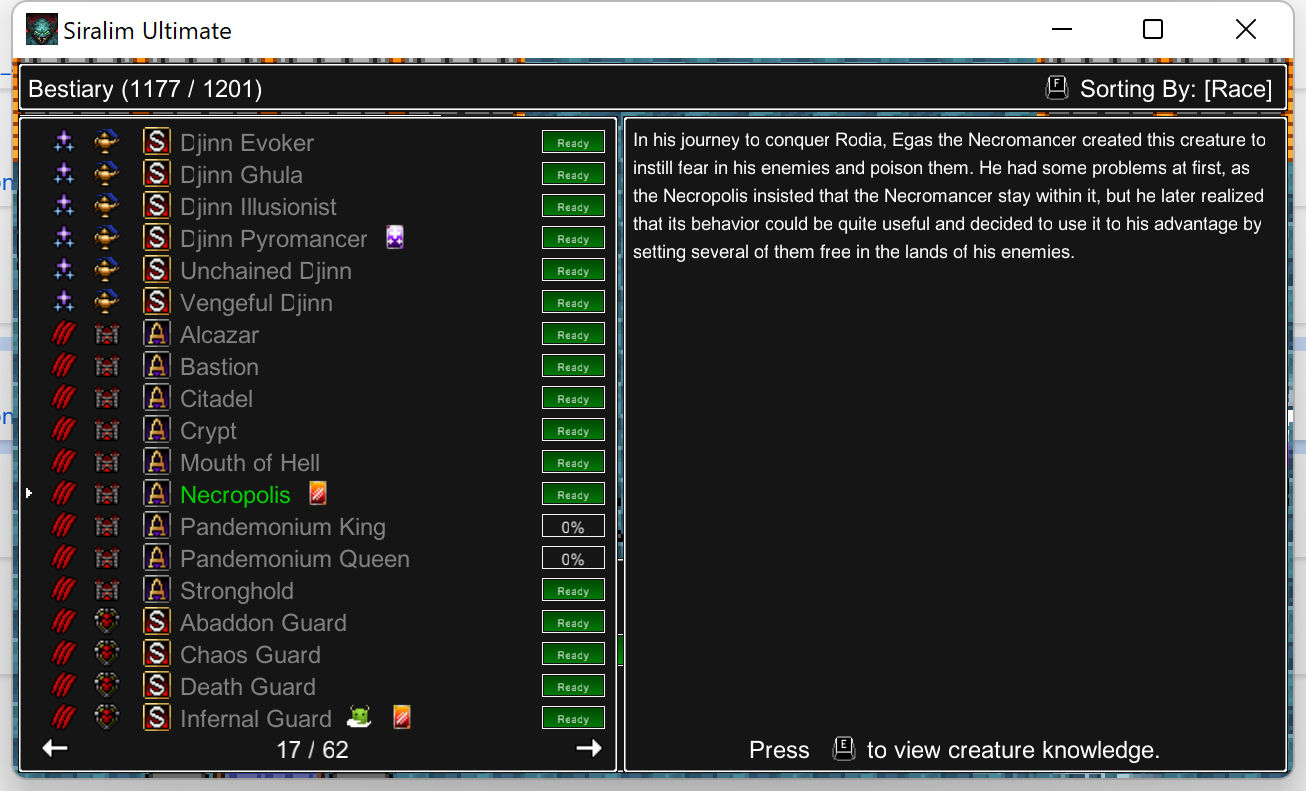 Siralim Ultimate
Bestiary (1177 / 1201)
F Sorting By: [Race]
S Djinn Evoker Ready
S Djinn Ghula Ready
S Djinn Illusionist Ready
S Djinn Pyromancer Ready
S Unchained Djinn Ready
S Vengeful Djinn Ready
A Alcazar Ready
A Bastion Ready
A Citadel Ready
A Crypt Ready
A Mouth of Hell Ready
A Necropolis Ready
A Pandemonium King 0%
A Pandemonium Queen 0%
A Stronghold Ready
S Abaddon Guard Ready
S Chaos Guard Ready
S Death Guard Ready
S Infernal Guard Ready
17 / 62
In his journey to conquer Rodia, Egas the Necromancer created this creature to
instill fear in his enemies and poison them. He had some problems at first, as
the Necropolis insisted that the Necromancer stay within it, but he later realized
that its behavior could be quite useful and decided to use it to his advantage by
setting several of them free in the lands of his enemies.
Press E to view creature knowledge.